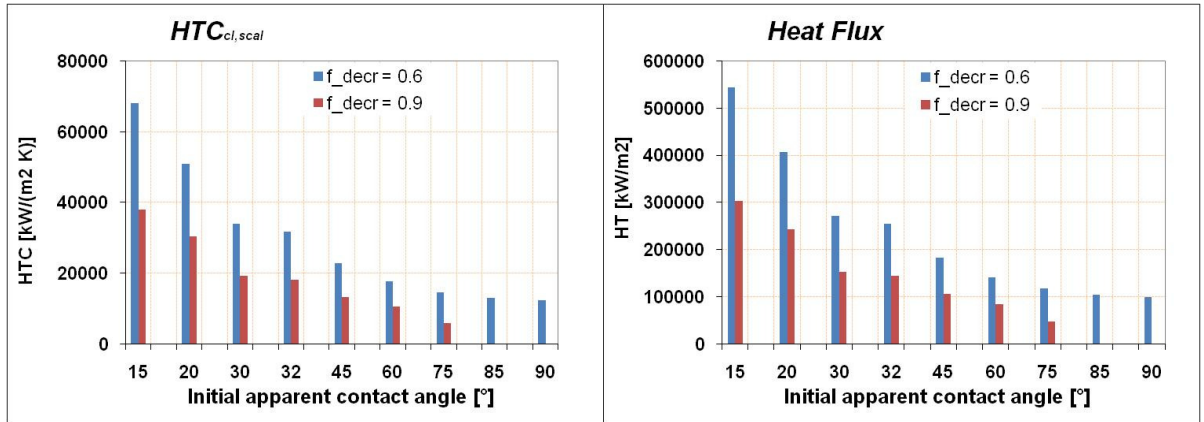 HTCcl,scal
80000
60000
40000
20000
0
HTC [kW/(m2 K)]
f_decr = 0.6
f_decr = 0.9
15 20 30 32 45 60 75 85 90
Initial apparent contact angle [°]
Heat Flux
600000
500000
400000
300000
200000
100000
0
HT [kW/m2]
f_decr = 0.6
f_decr = 0.9
15 20 30 32 45 60 75 85 90
Initial apparent contact angle [°]